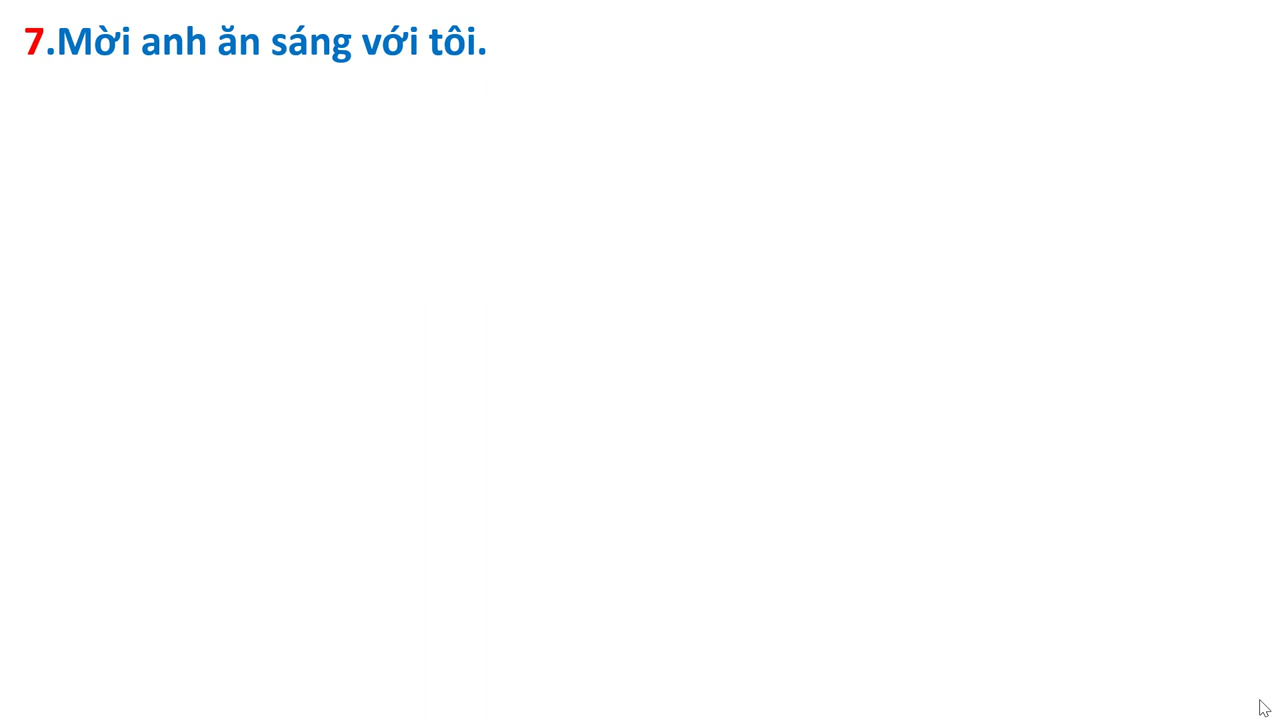 7.Mời anh ăn sáng với tôi.